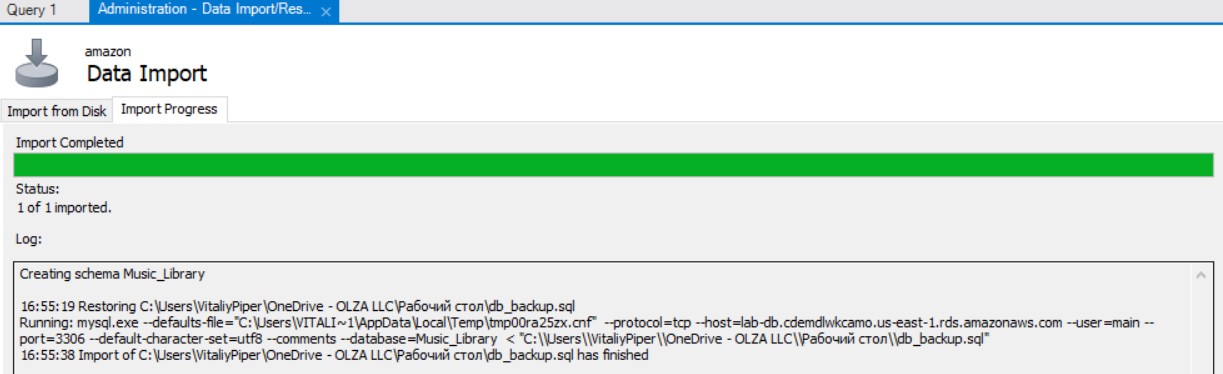 Query 1
Administration - Data Import/Res... ×
amazon
Data Import
Import from Disk
Import Progress
Import Completed
Status:
1 of 1 imported.
Log:
Creating schema Music_Library
16:55:19 Restoring C:\Users\VitaliyPiper\OneDrive - OLZA LLC\Рабочий стол\db_backup.sql
Running: mysql.exe --defaults-file="C:\Users\VITALI~1\AppData\Local\Temp\tmp00ra25zx.cnf"  --protocol=tcp --host=lab-db.cdemdlwkcamo.us-east-1.rds.amazonaws.com --user=main --
port=3306 --default-character-set=utf8 --comments --database=Music_Library  < "C:\\Users\\VitaliyPiper\\OneDrive - OLZA LLC\\Рабочий стол\\db_backup.sql"
16:55:38 Import of C:\Users\VitaliyPiper\OneDrive - OLZA LLC\Рабочий стол\db_backup.sql has finished